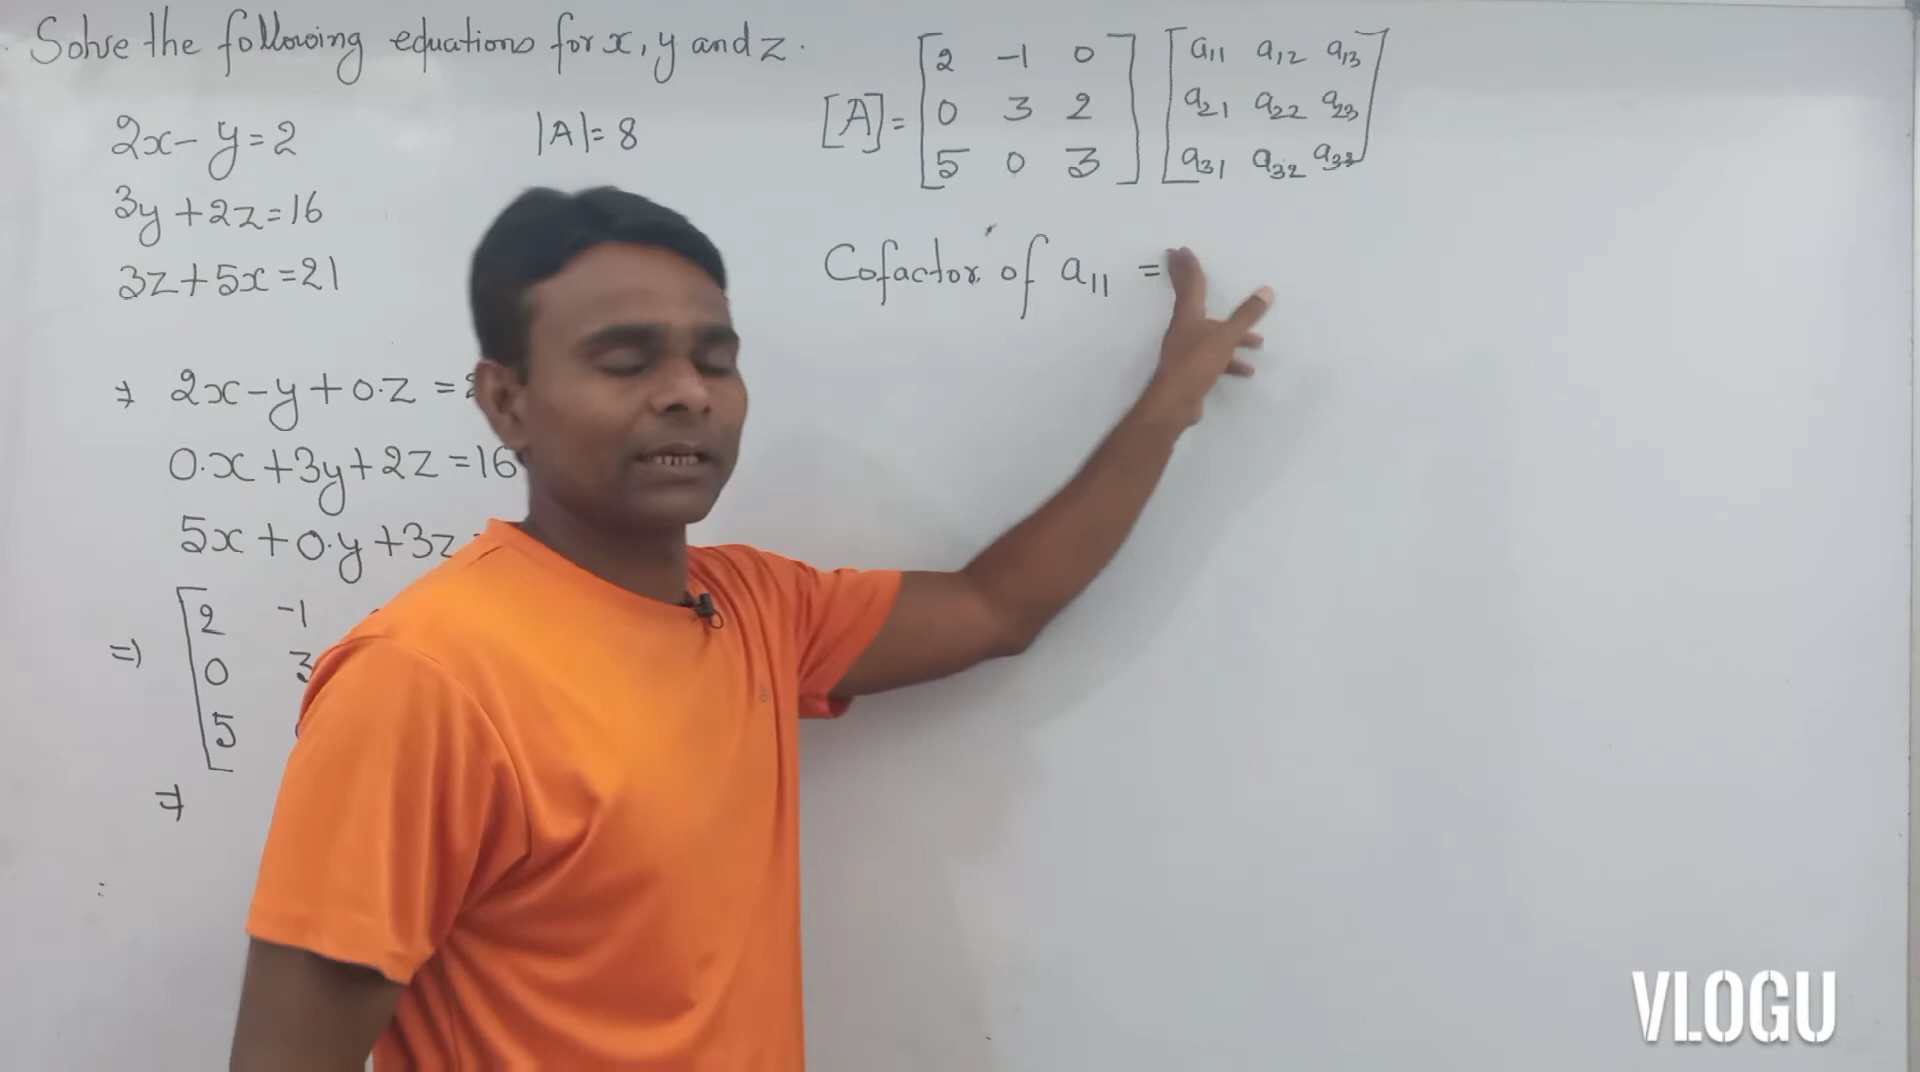 Solve the following equations for x, y and z.
2x - y = 2
3y + 2z = 16
3z + 5x = 21
|A| = 8
⇒ 2x - y + 0·z =
0·x + 3y + 2z = 16
5x + 0·y + 3z
⇒ [2 -1
0 3
5
⇒
[A] = [2 -1 0] [a11 a12 a13]
[0 3 2] [a21 a22 a23]
[5 0 3] [a31 a32 a33]
Cofactor of a11 =
VLOGU